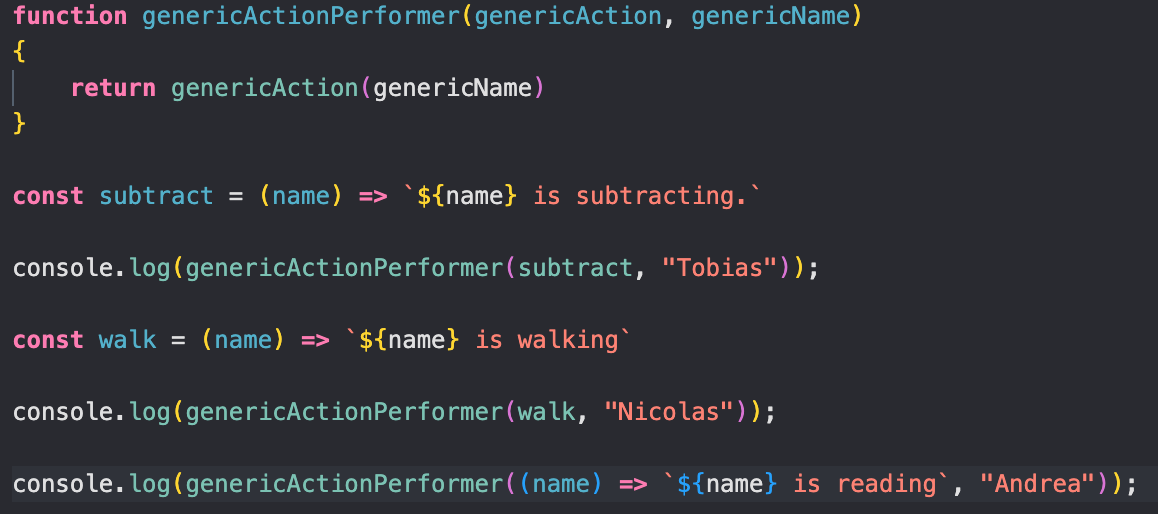 function genericActionPerformer(genericAction, genericName)
{
    return genericAction(genericName)
}
const subtract = (name) => `${name} is subtracting.`
console.log(genericActionPerformer(subtract, "Tobias"));
const walk = (name) => `${name} is walking`
console.log(genericActionPerformer(walk, "Nicolas"));
console.log(genericActionPerformer((name) => `${name} is reading`, "Andrea"));